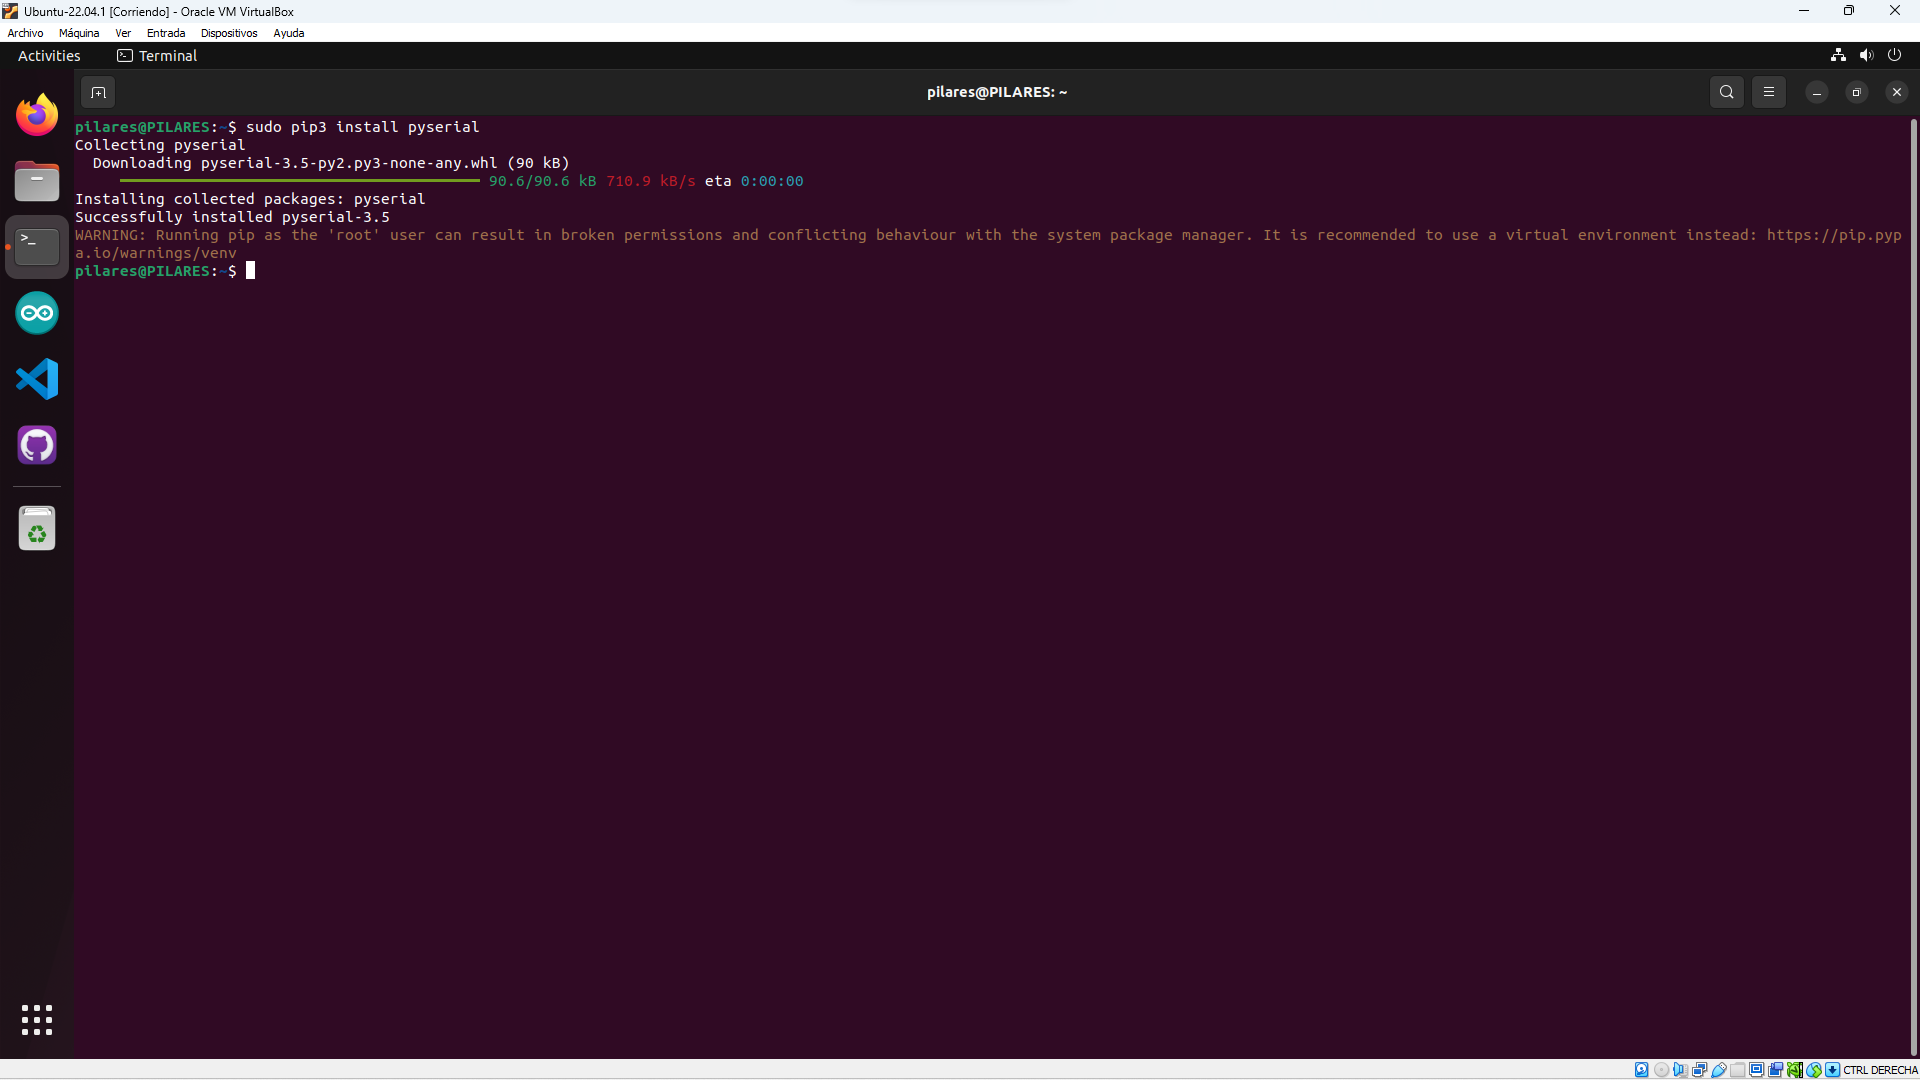 Ubuntu-22.04.1 [Corriendo] - Oracle VM VirtualBox
Archivo Máquina Ver Entrada Dispositivos Ayuda
Activities Terminal
pilares@PILARES: ~
pilares@PILARES:~$ sudo pip3 install pyserial
Collecting pyserial
  Downloading pyserial-3.5-py2.py3-none-any.whl (90 kB)
90.6/90.6 kB 710.9 kB/s eta 0:00:00
Installing collected packages: pyserial
Successfully installed pyserial-3.5
WARNING: Running pip as the 'root' user can result in broken permissions and conflicting behaviour with the system package manager. It is recommended to use a virtual environment instead: https://pip.pyp
a.io/warnings/venv
pilares@PILARES:~$
CTRL DERECHA